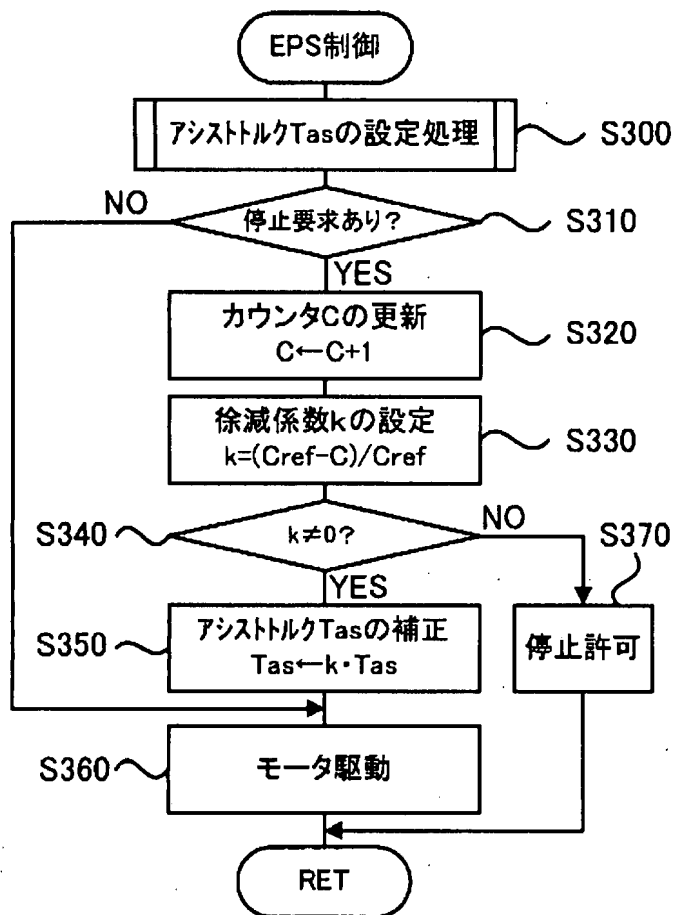 EPS制御
アシストトルクTasの設定処理
S300
NO
停止要求あり?
S310
YES
カウンタCの更新
C←C+1
S320
徐減係数kの設定
k=(Cref-C)/Cref
S330
S340
k≠0?
NO
S370
YES
アシストトルクTasの補正
Tas←k・Tas
S350
停止許可
S360
モータ駆動
RET